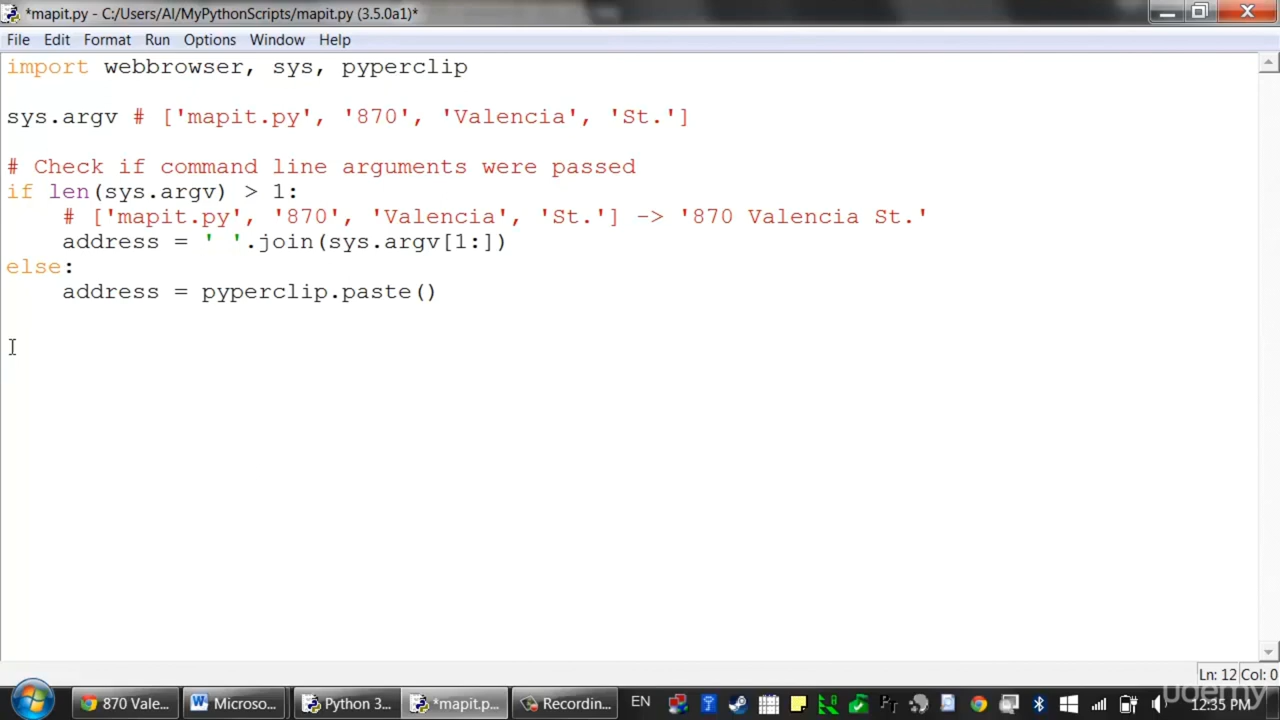 *mapit.py - C:/Users/Al/MyPythonScripts/mapit.py (3.5.0a1)*
File Edit Format Run Options Window Help
import webbrowser, sys, pyperclip
sys.argv # ['mapit.py', '870', 'Valencia', 'St.']
# Check if command line arguments were passed
if len(sys.argv) > 1:
    # ['mapit.py', '870', 'Valencia', 'St.'] -> '870 Valencia St.'
    address = ' '.join(sys.argv[1:])
else:
    address = pyperclip.paste()
Ln: 12 Col: 0
870 Vale... Microso... Python 3... *mapit.p... Recordin... EN 12:35 PM
udemy